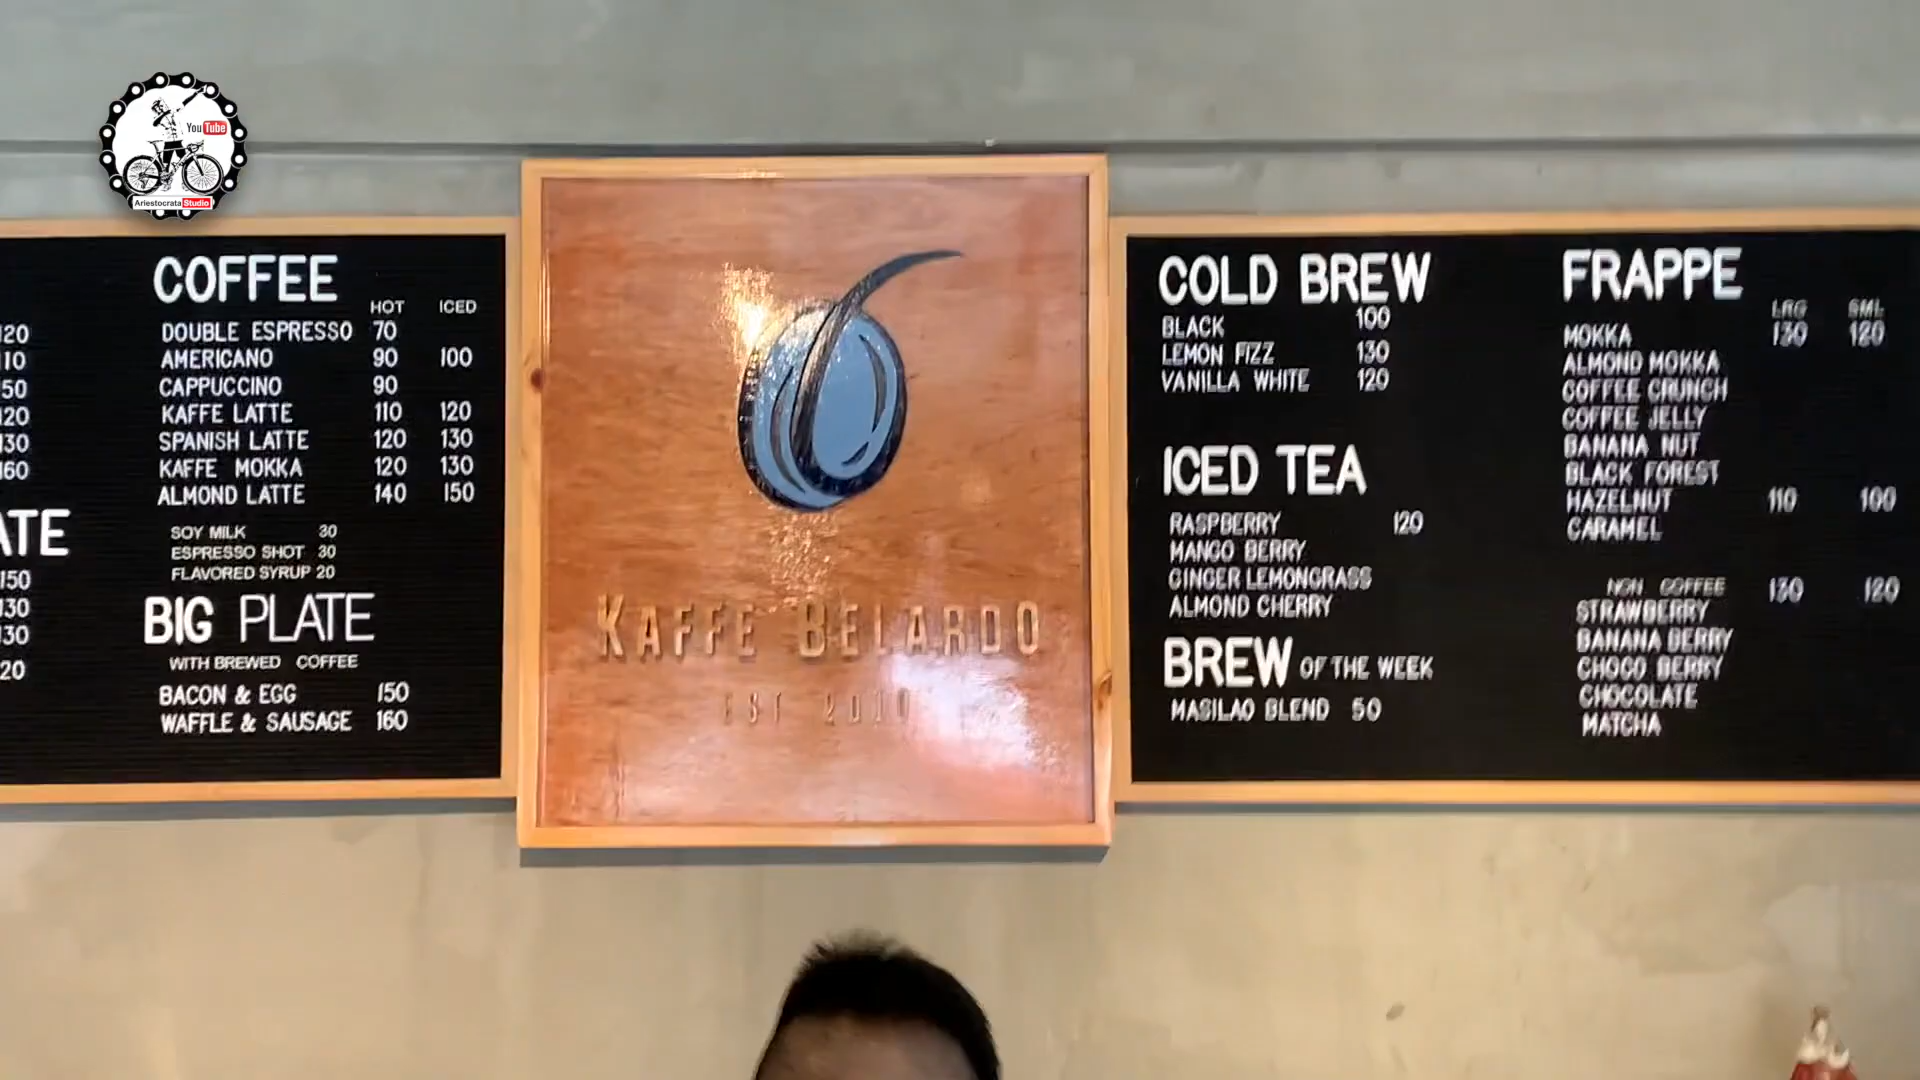 YouTube
Ariestocrata Studio
120
110
50
120
130
160
ATE
150
130
130
20
COFFEE
HOT ICED
DOUBLE ESPRESSO 70
AMERICANO 90 100
CAPPUCCINO 90
KAFFE LATTE 110 120
SPANISH LATTE 120 130
KAFFE MOKKA 120 130
ALMOND LATTE 140 150
SOY MILK 30
ESPRESSO SHOT 30
FLAVORED SYRUP 20
BIG PLATE
WITH BREWED COFFEE
BACON & EGG 150
WAFFLE & SAUSAGE 160
KAFFE BELARDO
EST
COLD BREW
BLACK 100
LEMON FIZZ 130
VANILLA WHITE 120
ICED TEA
RASPBERRY 120
MANGO BERRY
GINGER LEMONGRASS
ALMOND CHERRY
BREW OF THE WEEK
MASILAO BLEND 50
FRAPPE
LRG SML
MOKKA 130 120
ALMOND MOKKA
COFFEE CRUNCH
COFFEE JELLY
BANANA NUT
BLACK FOREST
HAZELNUT 110 100
CARAMEL
NON COFFEE 130 120
STRAWBERRY
BANANA BERRY
CHOCO BERRY
CHOCOLATE
MATCHA